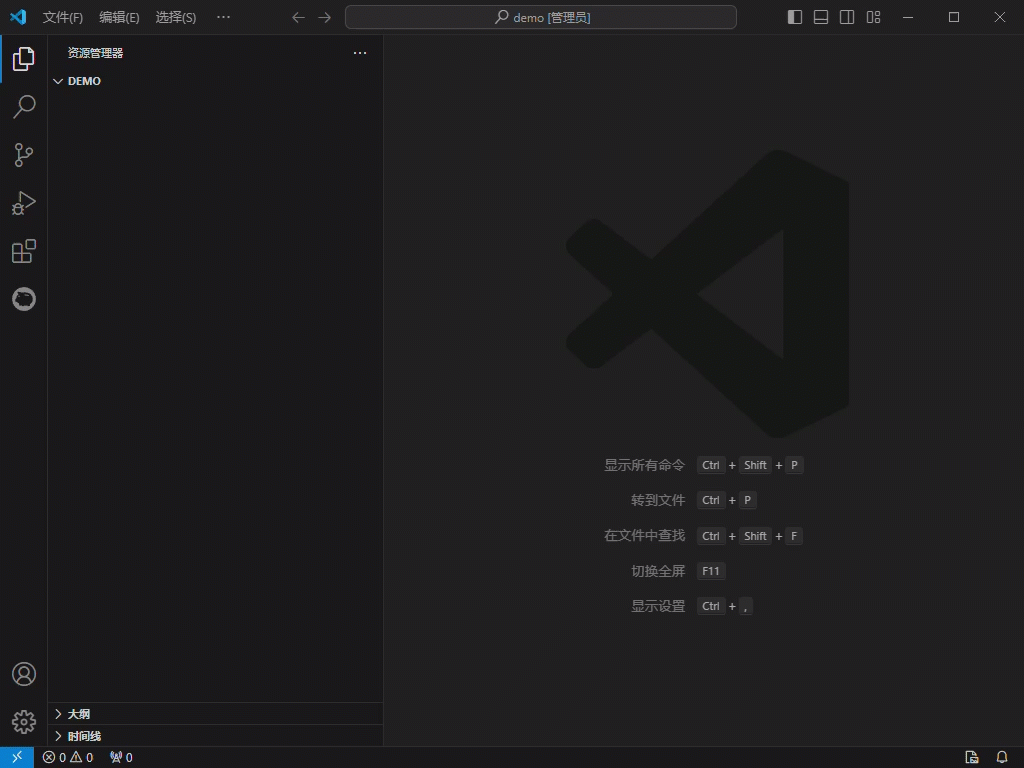 文件(F) 编辑(E) 选择(S) ··· demo [管理员]
资源管理器 ···
DEMO
显示所有命令 Ctrl + Shift + P
转到文件 Ctrl + P
在文件中查找 Ctrl + Shift + F
切换全屏 F11
显示设置 Ctrl + ,
大纲
时间线
0 0 0